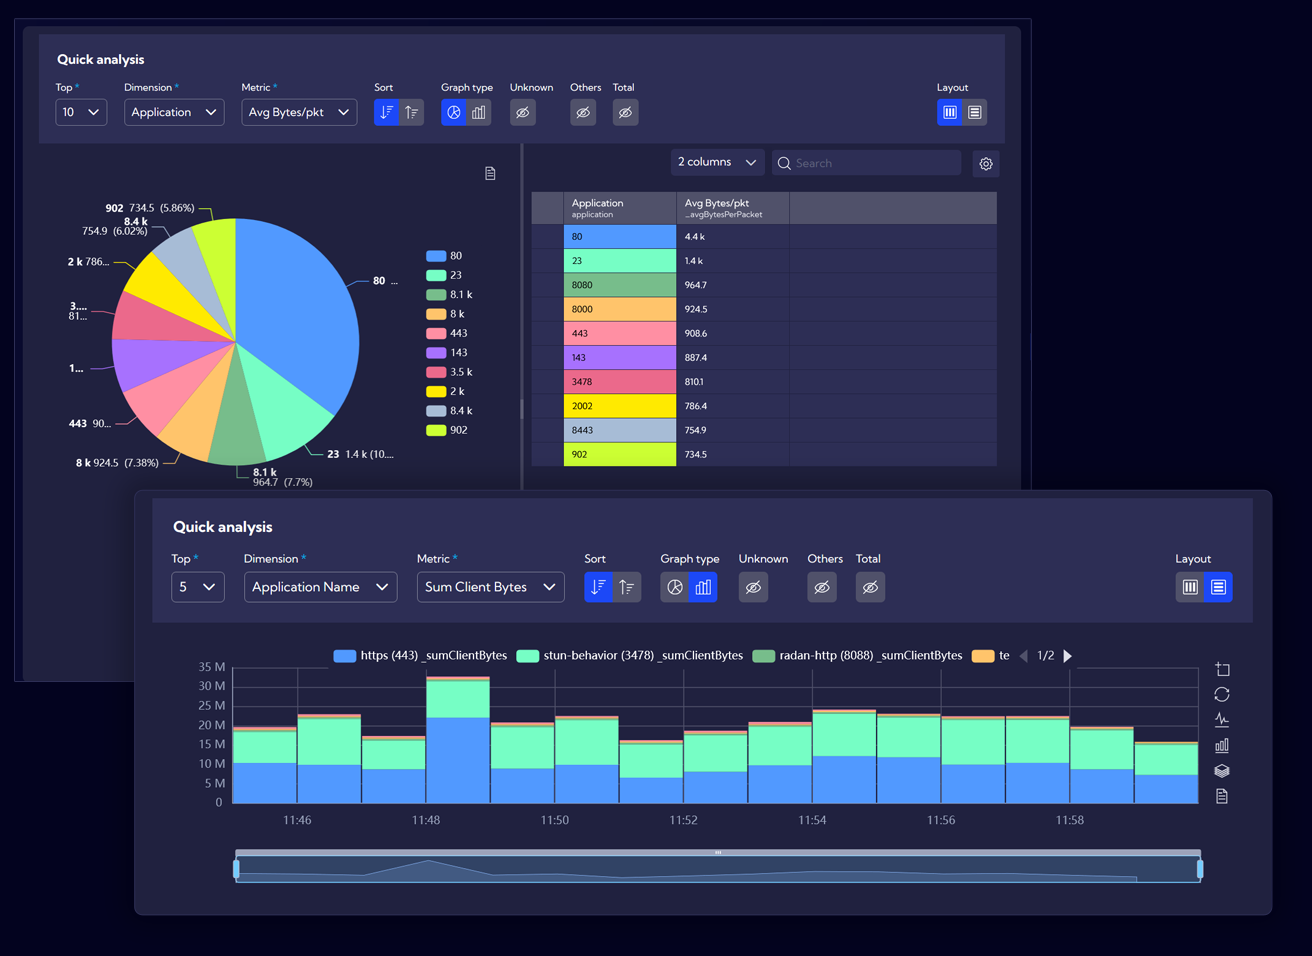 Quick analysis
Top * Dimension * Metric * Sort Graph type Unknown Others Total Layout
10 Application Avg Bytes/pkt
2 columns Search
902 734.5 (5.86%)
8.4 k
754.9 (6.02%)
2 k 786...
3....
81...
1...
443 90...
8 k 924.5 (7.38%)
8.1 k
964.7 (7.7%)
23 1.4 k (10....
80 ...
80
23
8.1 k
8 k
443
143
3.5 k
2 k
8.4 k
902
Application Avg Bytes/pkt
application ...avgBytesPerPacket
80 4.4 k
23 1.4 k
8080 964.7
8000 924.5
443 908.6
143 887.4
3478 810.1
2002 786.4
8443 754.9
902 734.5
Quick analysis
Top * Dimension * Metric * Sort Graph type Unknown Others Total Layout
5 Application Name Sum Client Bytes
https (443) _sumClientBytes stun-behavior (3478) _sumClientBytes radan-http (8088) _sumClientBytes te 1/2
35 M
30 M
25 M
20 M
15 M
10 M
5 M
0
11:46 11:48 11:50 11:52 11:54 11:56 11:58